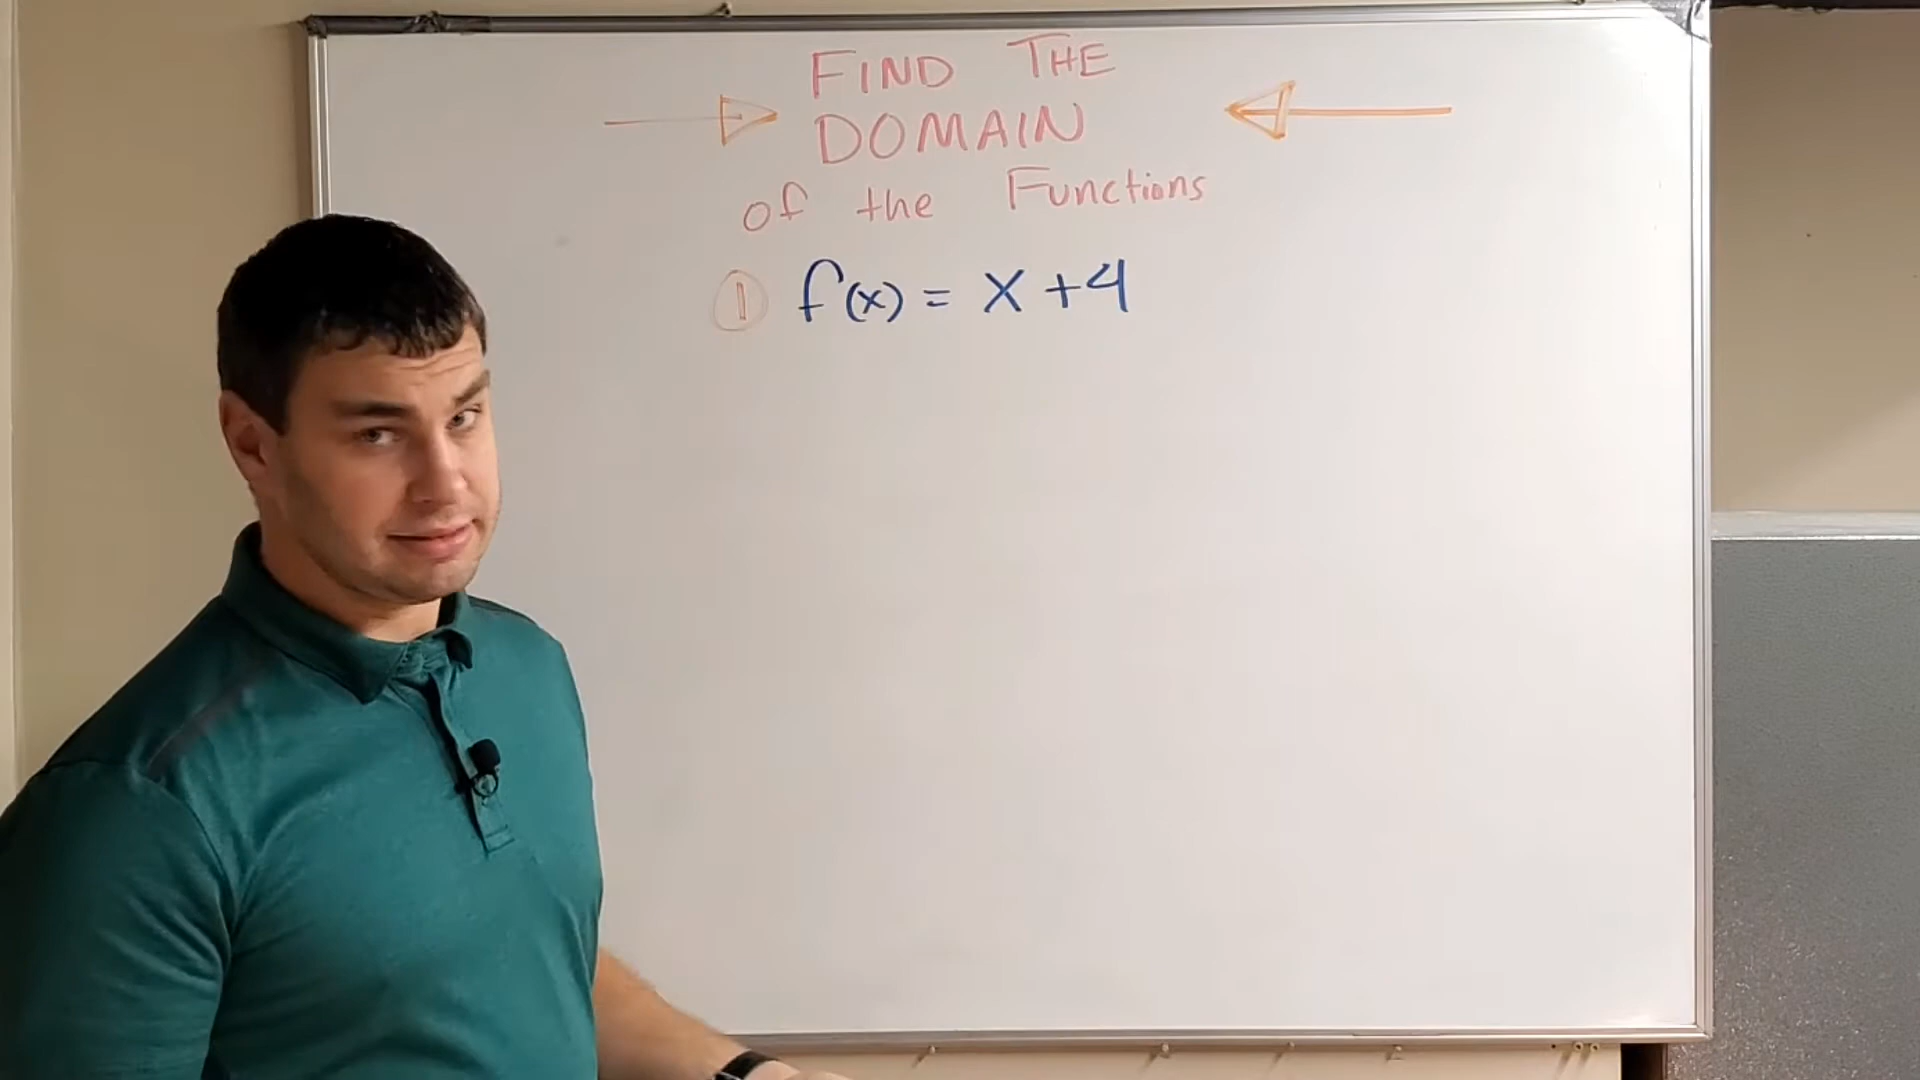 FIND THE
DOMAIN
of the Functions
① f(x) = x + 4